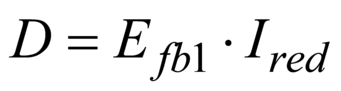 D = E_{fb1} · I_{red}